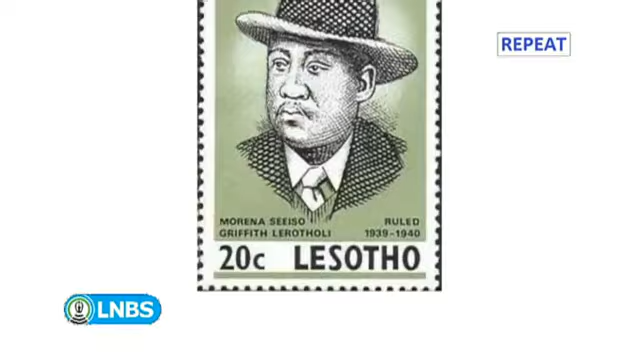 REPEAT
MORENA SEEISO RULED
GRIFFITH LEROTHOLI 1939-1940
20c LESOTHO
LNBS